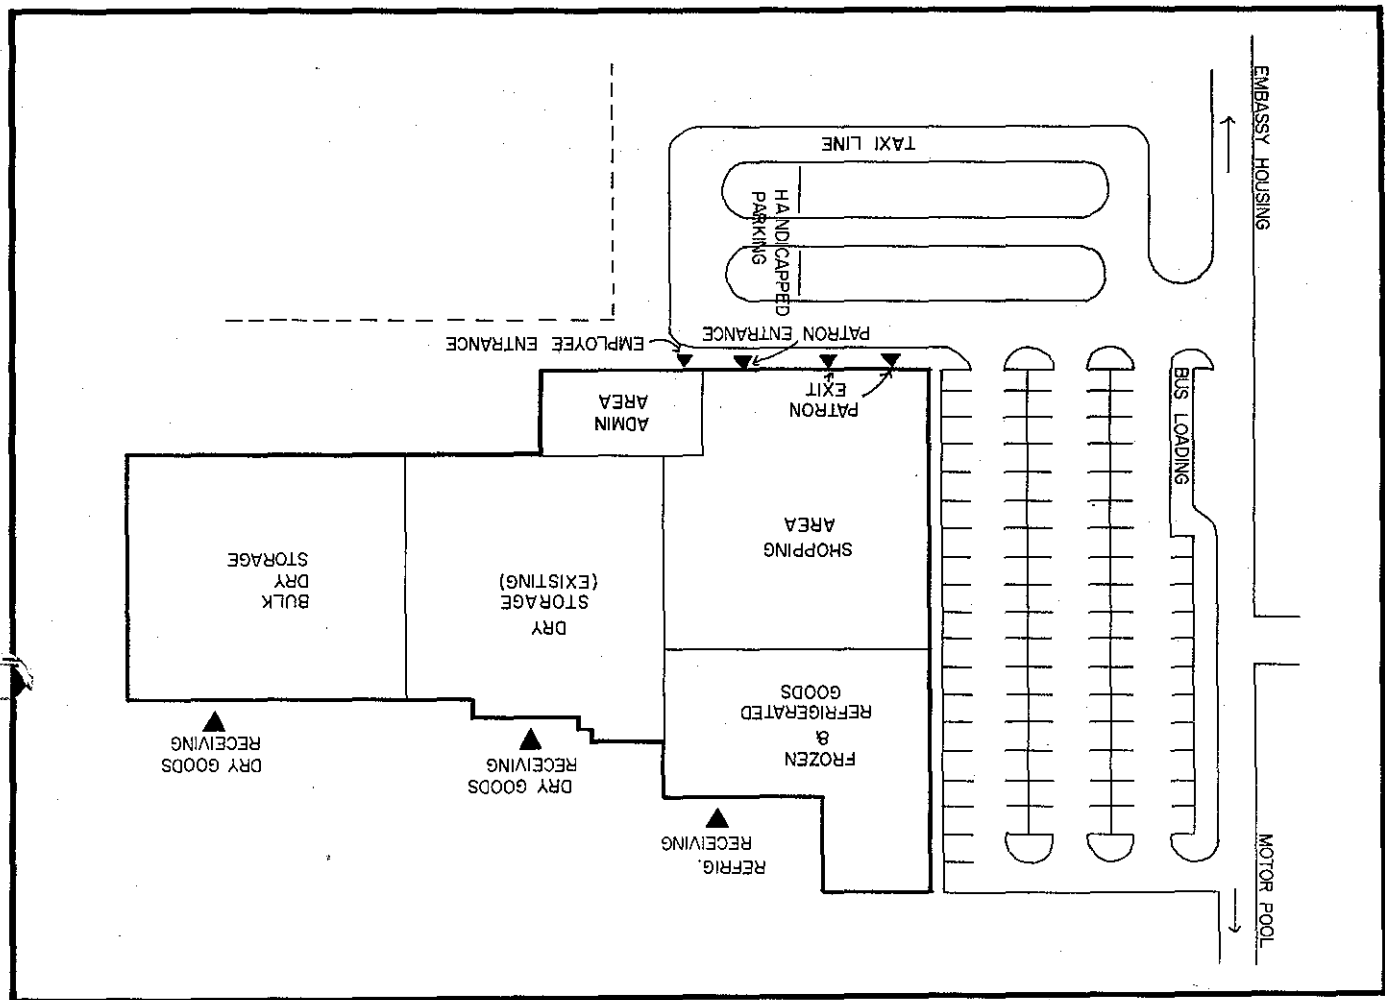 MOTOR POOL
REFRIG.
RECEIVING
DRY GOODS
RECEIVING
DRY GOODS
RECEIVING
FROZEN
&
REFRIGERATED
GOODS
DRY
STORAGE
(EXISTING)
BULK
DRY
STORAGE
SHOPPING
AREA
BUS LOADING
PATRON
EXIT
ADMIN
AREA
PATRON ENTRANCE
EMPLOYEE ENTRANCE
HANDICAPPED
PARKING
TAXI LINE
EMBASSY HOUSING